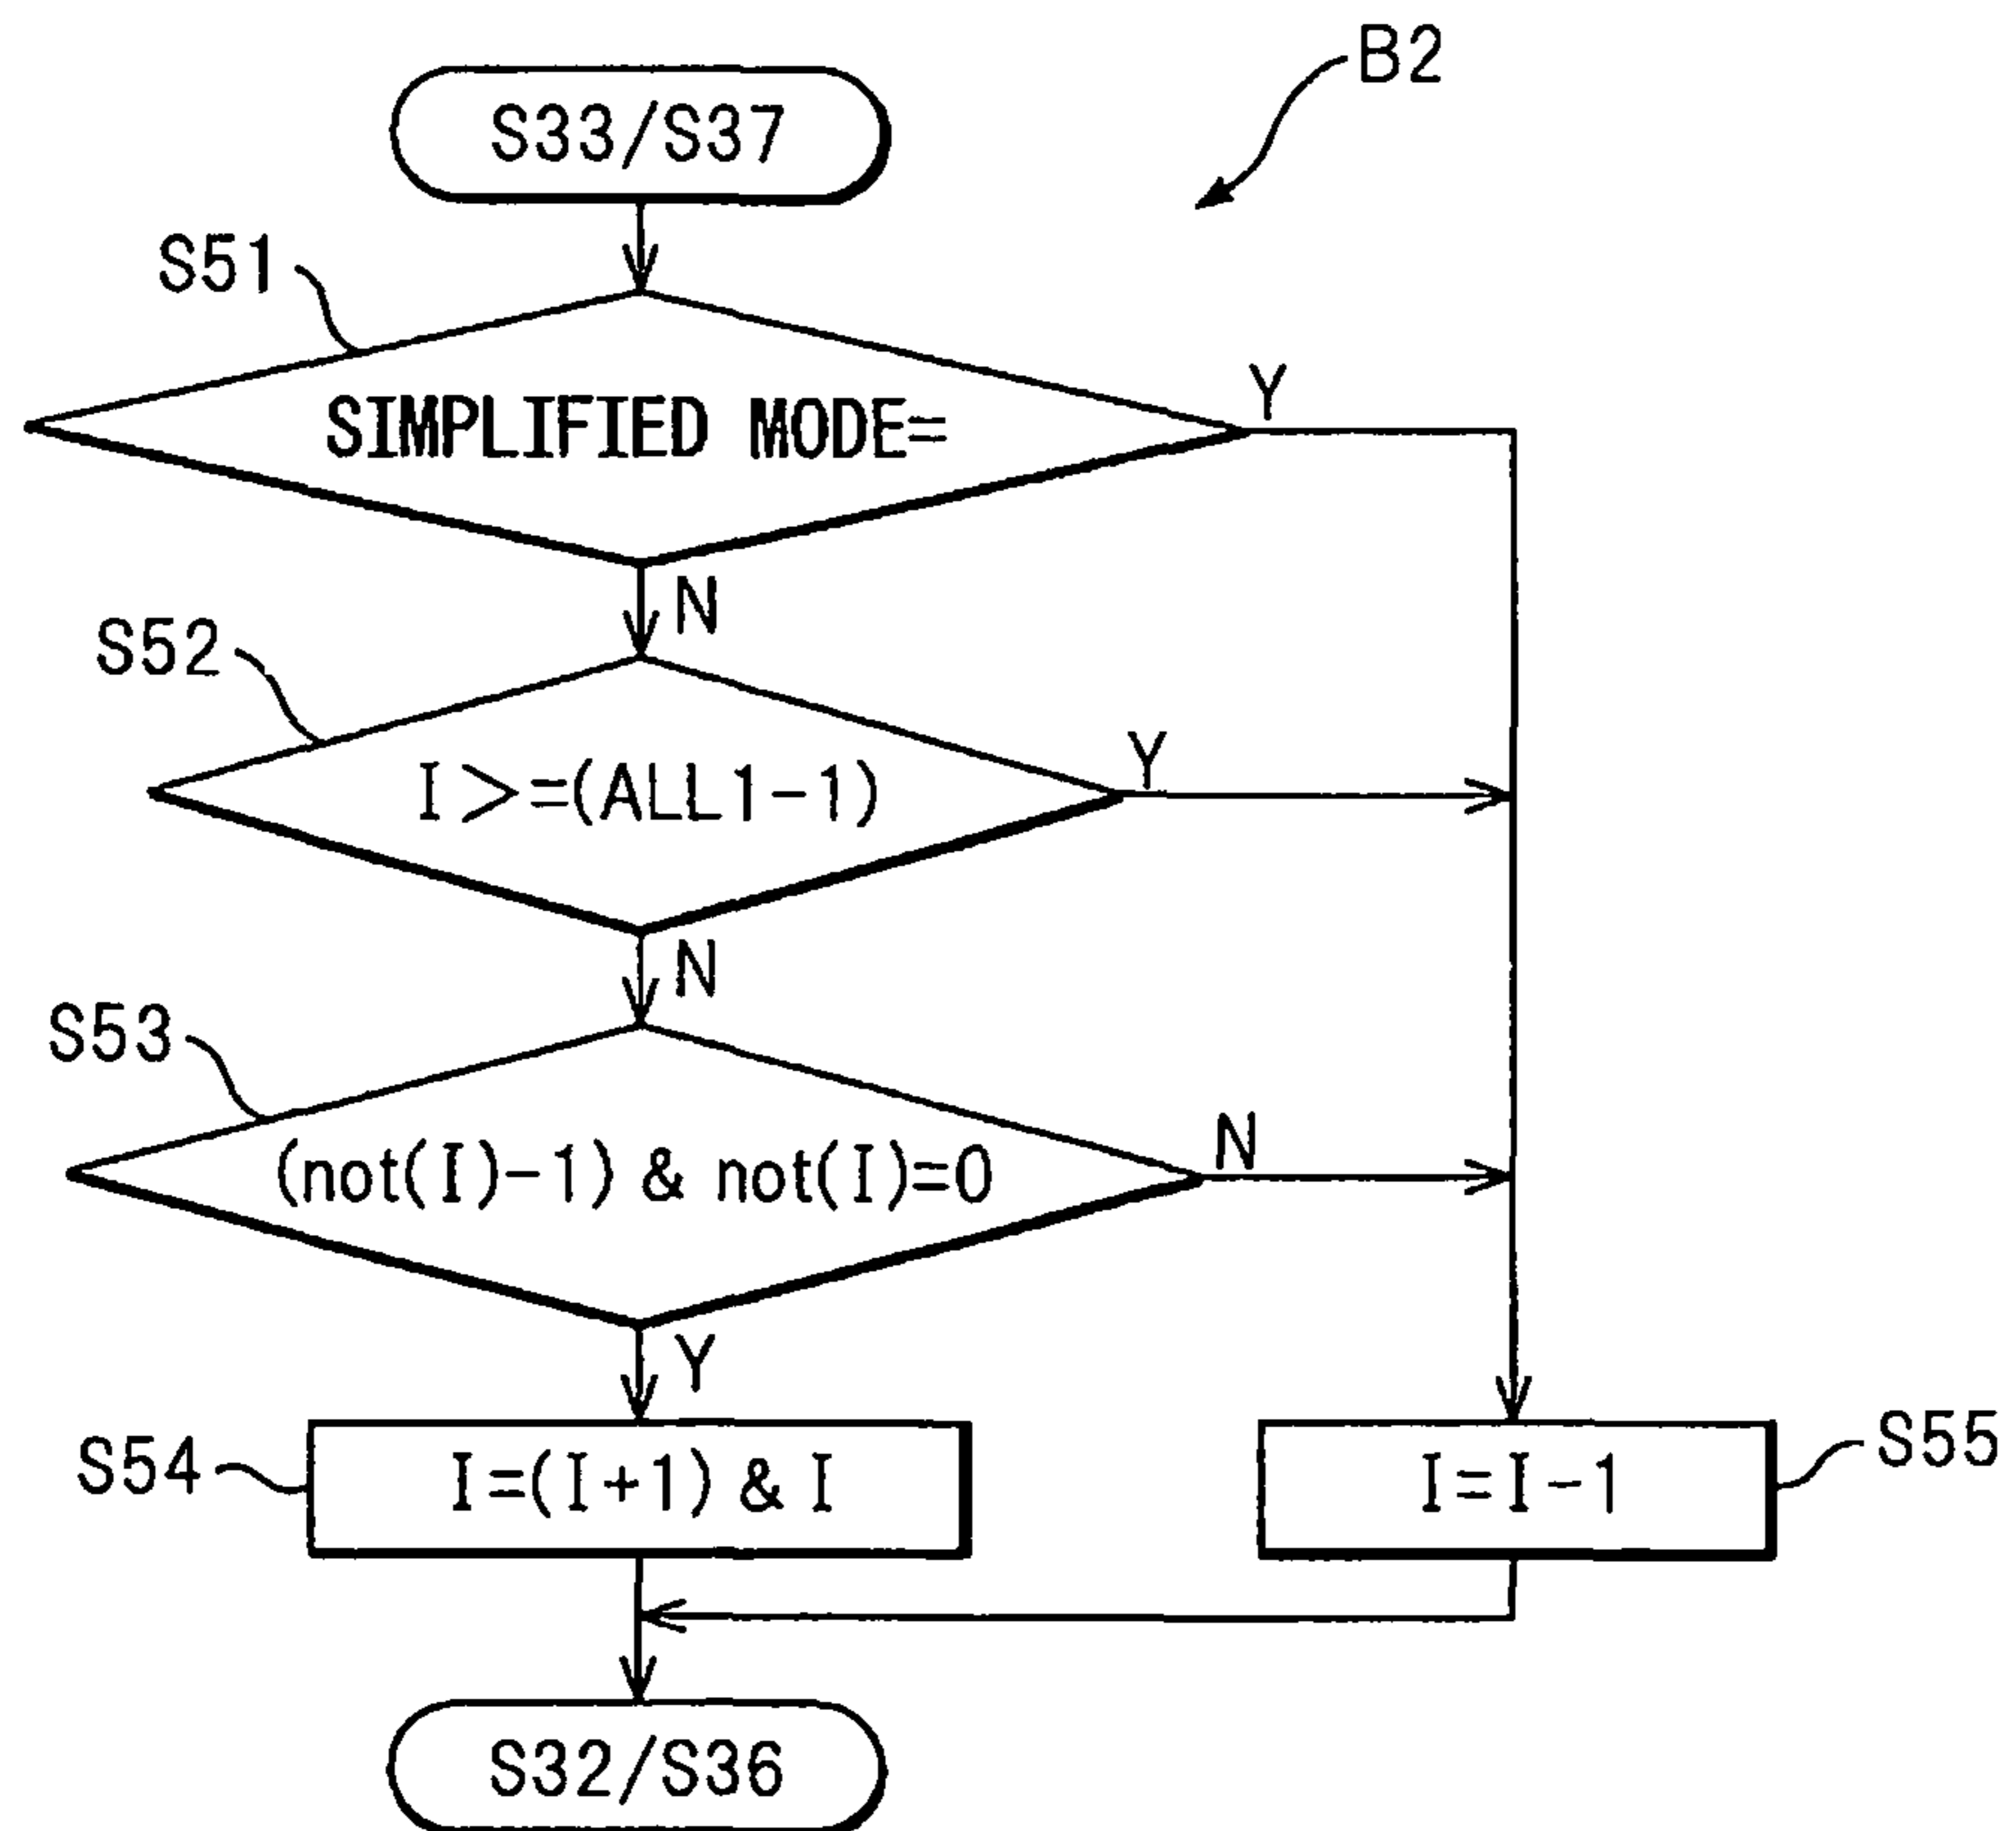 B2
S33/S37
S51
SIMPLIFIED MODE=
Y
N
S52
I>=(ALL1-1)
Y
N
S53
(not(I)-1) & not(I)=0
N
Y
S54
I=(I+1) & I
I=I-1
S55
S32/S36